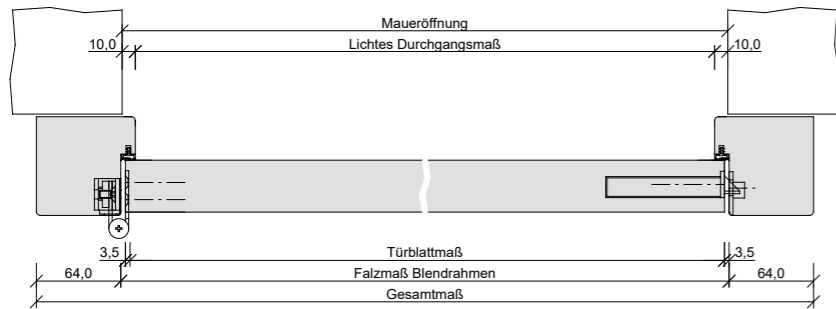 Maueröffnung
10,0 Lichtes Durchgangsmaß 10,0
3,5 Türblattmaß 3,5
64,0 Falzmaß Blendrahmen 64,0
Gesamtmaß